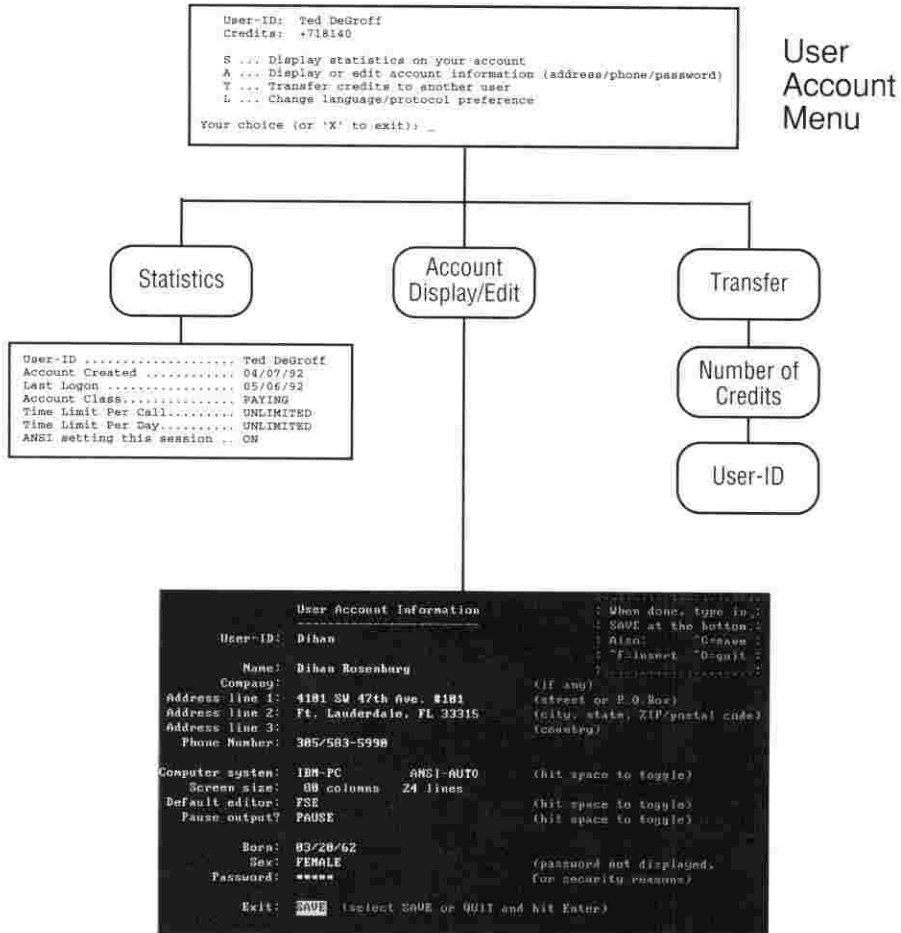 User-ID: Ted DeGroff
Credits: +718140
S ... Display statistics on your account
A ... Display or edit account information (address/phone/password)
T ... Transfer credits to another user
L ... Change language/protocol preference
Your choice (or 'X' to exit): _
User
Account
Menu
Statistics
Account
Display/Edit
Transfer
Number of
Credits
User-ID
User-ID ................... Ted DeGroff
Account Created ............ 04/07/92
Last Logon ................ 05/06/92
Account Class............... PAYING
Time Limit Per Call......... UNLIMITED
Time Limit Per Day.......... UNLIMITED
ANSI setting this session .. ON
User Account Information
When done, type in
SAVE at the bottom.
Also: ^G=save
^F=insert ^O=quit
User-ID: Dihan
Name: Dihan Rosenburg
Company: (if any)
Address line 1: 4101 SW 47th Ave. #101 (street or P.O.Box)
Address line 2: Ft. Lauderdale, FL 33315 (city, state, ZIP/postal code)
Address line 3: (country)
Phone Number: 305/583-5990
Computer system: IBM-PC ANSI-AUTO (hit space to toggle)
Screen size: 80 columns 24 lines
Default editor: FSE (hit space to toggle)
Pause output? PAUSE (hit space to toggle)
Born: 03/20/62
Sex: FEMALE (password not displayed,
Password: ***** for security reasons)
Exit: SAVE (select SAVE or QUIT and hit Enter)